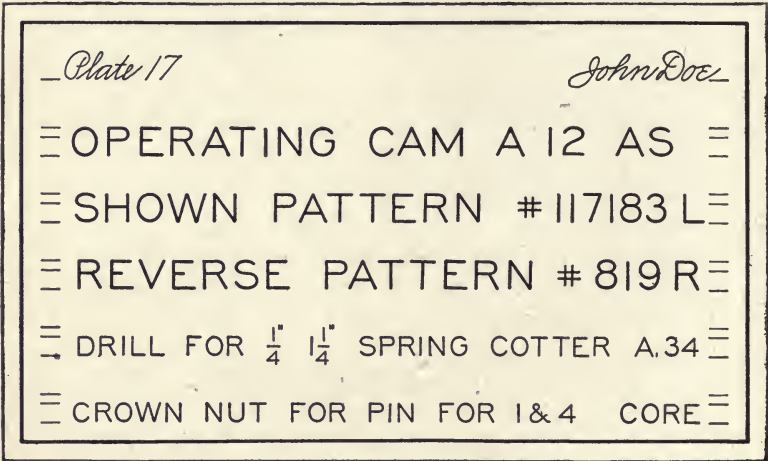 Plate 17 John Doe
OPERATING CAM A 12 AS
SHOWN PATTERN #117183 L
REVERSE PATTERN #819 R
DRILL FOR 1/4" 1 1/4" SPRING COTTER A.34
CROWN NUT FOR PIN FOR 1 & 4 CORE